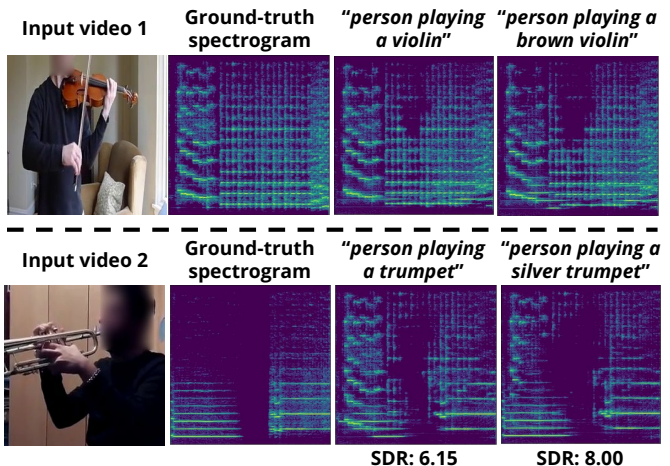 Input video 1
Ground-truth
spectrogram
“person playing
a violin”
“person playing a
brown violin”
Input video 2
Ground-truth
spectrogram
“person playing
a trumpet”
“person playing a
silver trumpet”
SDR: 6.15
SDR: 8.00